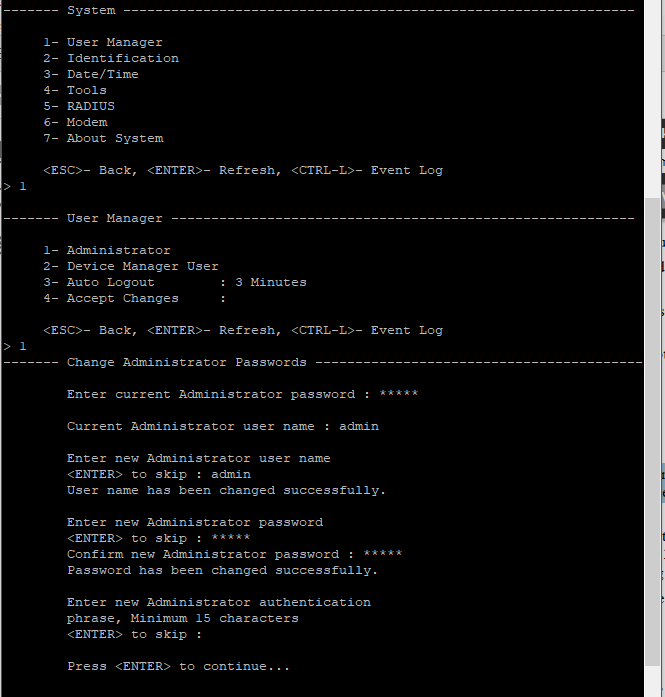 ------- System ----------------------------------------------------------------
1- User Manager
2- Identification
3- Date/Time
4- Tools
5- RADIUS
6- Modem
7- About System
<ESC>- Back, <ENTER>- Refresh, <CTRL-L>- Event Log
> 1
------- User Manager ----------------------------------------------------------
1- Administrator
2- Device Manager User
3- Auto Logout        : 3 Minutes
4- Accept Changes     :
<ESC>- Back, <ENTER>- Refresh, <CTRL-L>- Event Log
> 1
------- Change Administrator Passwords -----------------------------------------
Enter current Administrator password : *****
Current Administrator user name : admin
Enter new Administrator user name
<ENTER> to skip : admin
User name has been changed successfully.
Enter new Administrator password
<ENTER> to skip : *****
Confirm new Administrator password : *****
Password has been changed successfully.
Enter new Administrator authentication
phrase, Minimum 15 characters
<ENTER> to skip :
Press <ENTER> to continue...